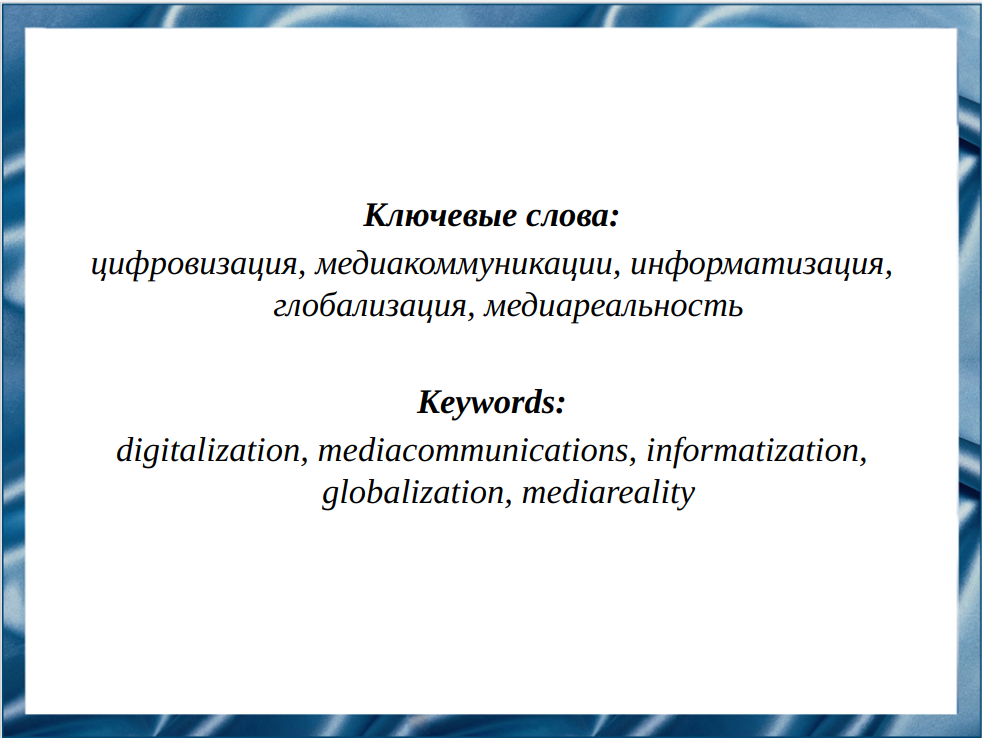 Ключевые слова:
цифровизация, медиакоммуникации, информатизация,
глобализация, медиареальность
Keywords:
digitalization, mediacommunications, informatization,
globalization, mediareality